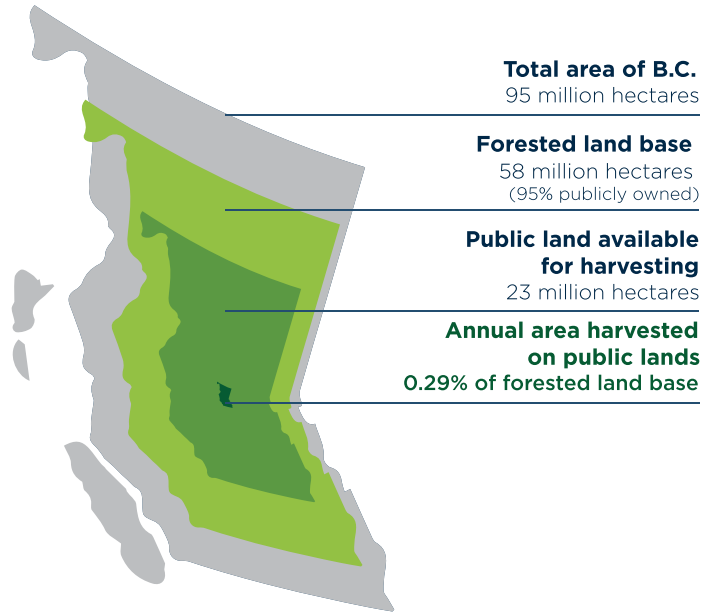 Total area of B.C.
95 million hectares
Forested land base
58 million hectares
(95% publicly owned)
Public land available
for harvesting
23 million hectares
Annual area harvested
on public lands
0.29% of forested land base